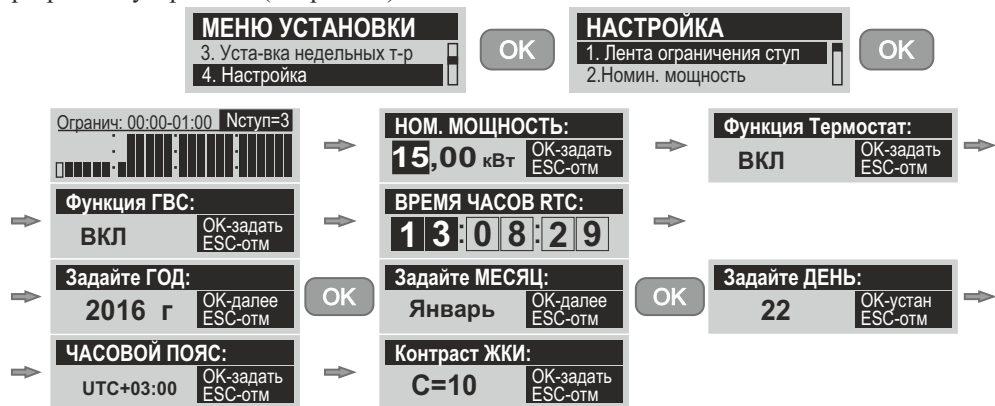 МЕНЮ УСТАНОВКИ
3. Уста-вка недельных т-р
4. Настройка
OK
НАСТРОЙКА
1. Лента ограничения ступ
2.Номин. мощность
OK
Огранич: 00:00-01:00 Nступ=3
НОМ. МОЩНОСТЬ:
15,00 кВт
OK-задать
ESC-отм
Функция Термостат:
ВКЛ
OK-задать
ESC-отм
Функция ГВС:
ВКЛ
OK-задать
ESC-отм
ВРЕМЯ ЧАСОВ RTC:
13:08:29
Задайте ГОД:
2016 г
OK-далее
ESC-отм
OK
Задайте МЕСЯЦ:
Январь
OK-далее
ESC-отм
OK
Задайте ДЕНЬ:
22
OK-устан
ESC-отм
ЧАСОВОЙ ПОЯС:
UTC+03:00
OK-задать
ESC-отм
Контраст ЖКИ:
C=10
OK-задать
ESC-отм